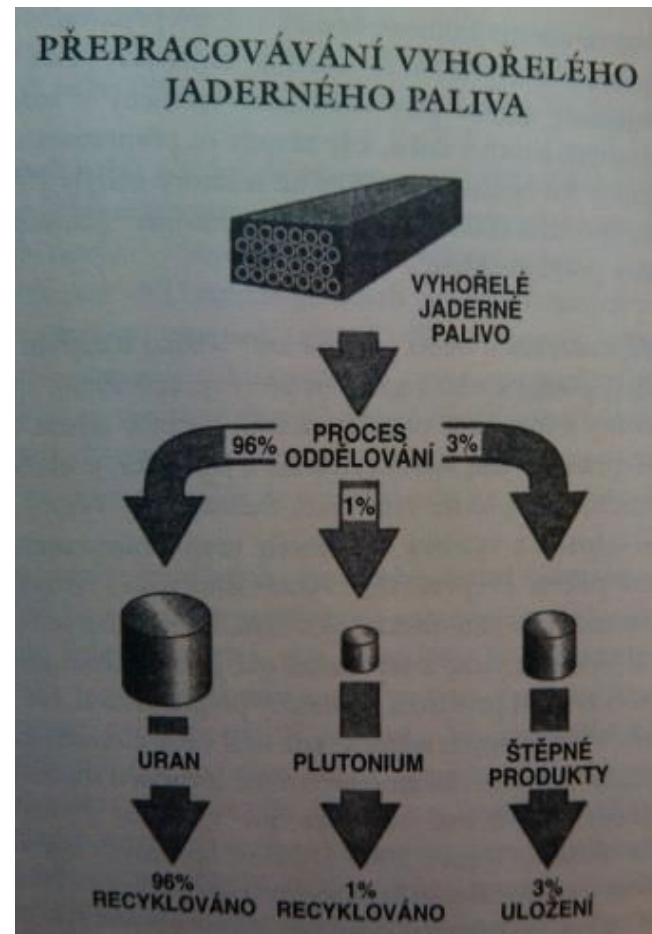 PŘEPRACOVÁVÁNÍ VYHOŘELÉHO
JADERNÉHO PALIVA
VYHOŘELÉ
JADERNÉ
PALIVO
PROCES
ODDĚLOVÁNÍ
96%
1%
3%
URAN
PLUTONIUM
ŠTĚPNÉ
PRODUKTY
96%
RECYKLOVÁNO
1%
RECYKLOVÁNO
3%
ULOŽENÍ